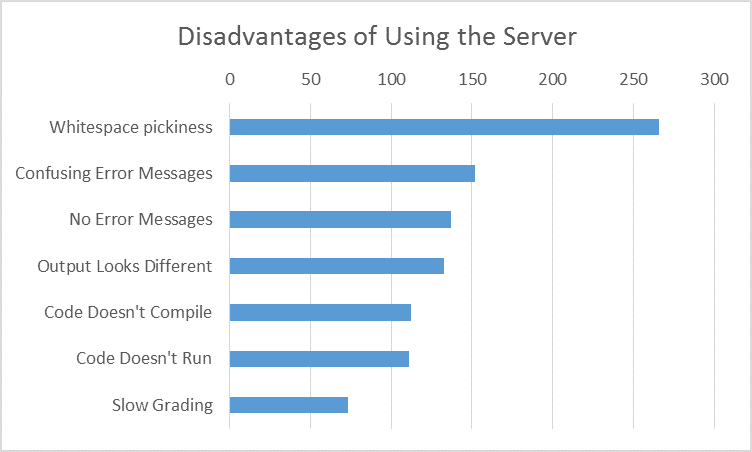 Disadvantages of Using the Server
0 50 100 150 200 250 300
Whitespace pickiness
Confusing Error Messages
No Error Messages
Output Looks Different
Code Doesn't Compile
Code Doesn't Run
Slow Grading